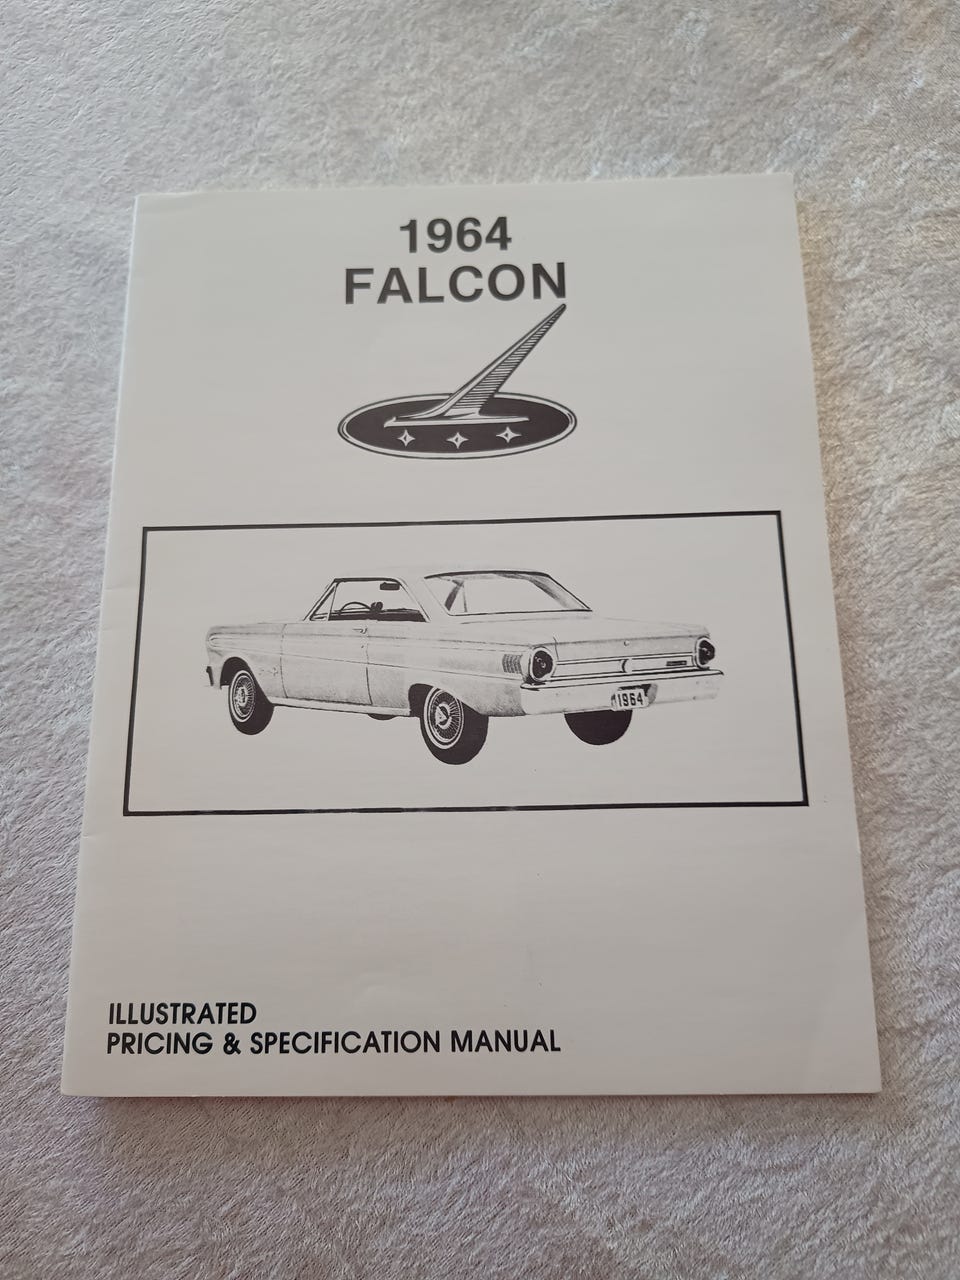 1964
FALCON
1964
ILLUSTRATED
PRICING & SPECIFICATION MANUAL